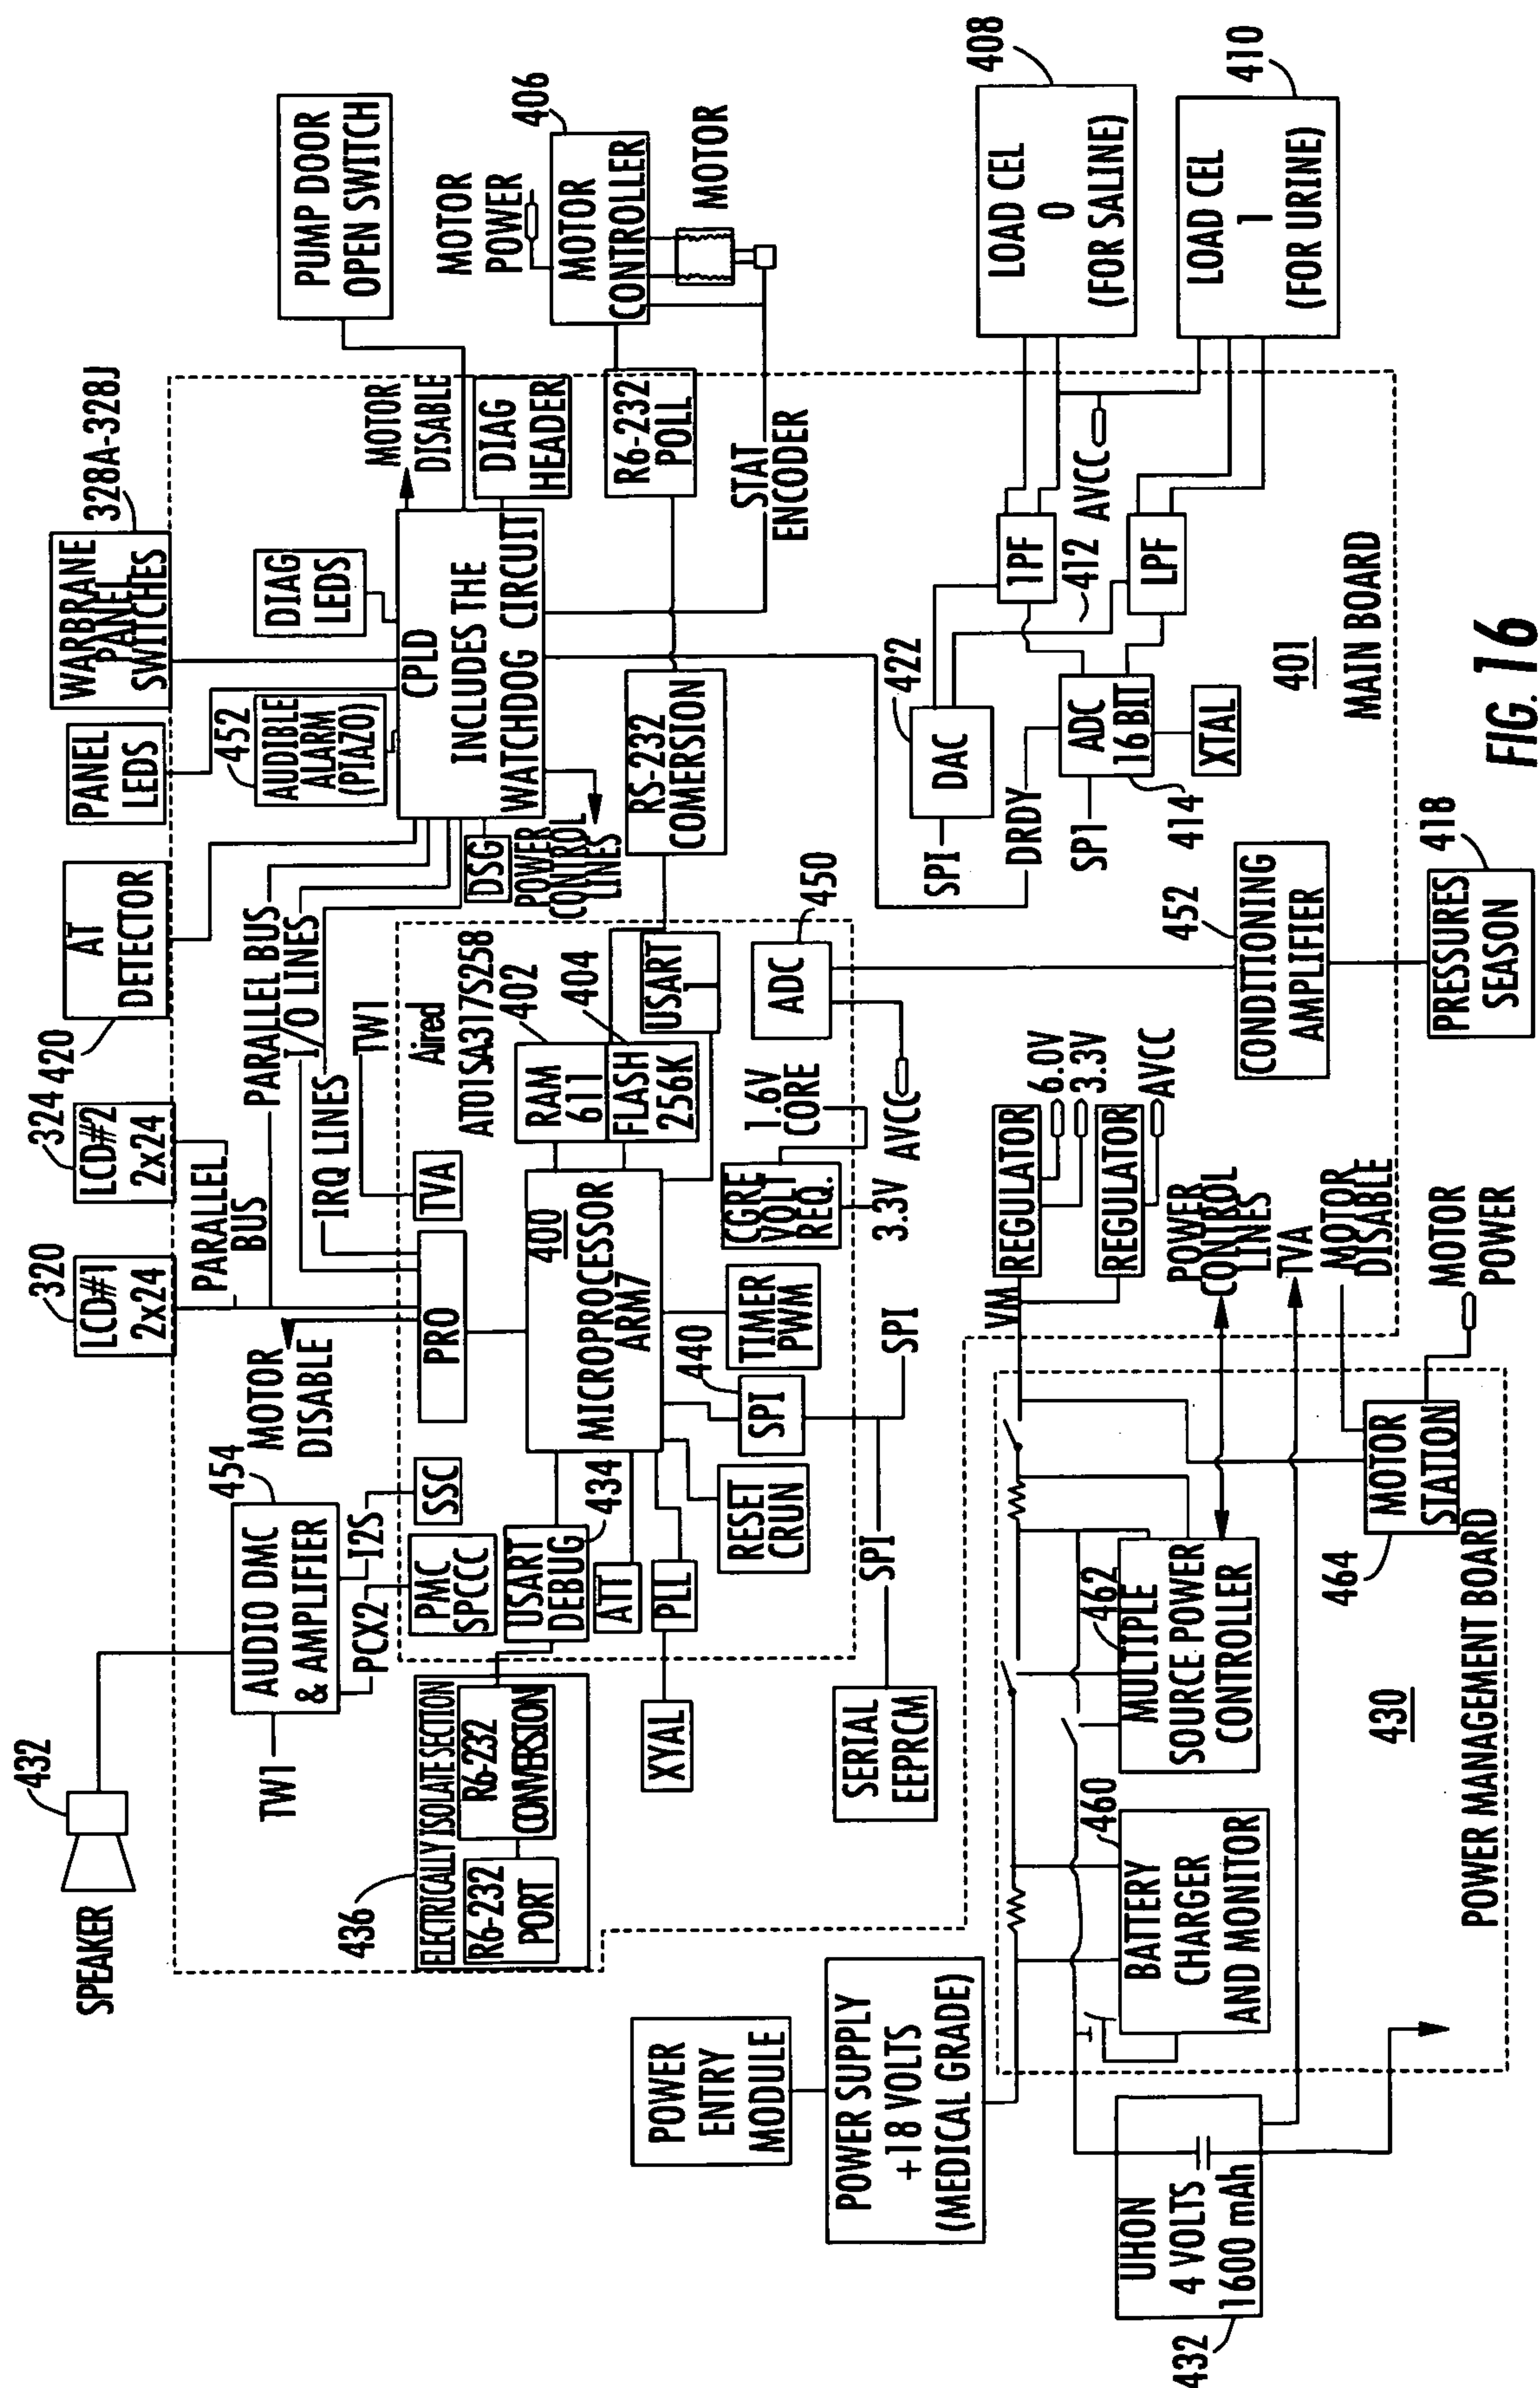 SPEAKER
432
TW1
AUDIO DMC
& AMPLIFIER
454
PCX2
I2S
MOTOR
DISABLE
LCD#1
2x24
320
PARALLEL
BUS
LCD#2
2x24
324
AT
DETECTOR
420
PANEL
LEDS
WARBRANE
PANEL
SWITCHES
328A-328J
PARALLEL BUS
I/O LINES
IRQ LINES
TW1
452
AUDIBLE
ALARM
(PIAZO)
DIAG
LEDS
MOTOR
DISABLE
PUMP DOOR
OPEN SWITCH
CPLD
INCLUDES THE
WATCHDOG CIRCUIT
DSG
POWER
CONTROL
LINES
DIAG
HEADER
R6-232
POLL
STAT
ENCODER
MOTOR
POWER
MOTOR
CONTROLLER
406
MOTOR
436
ELECTRICALLY ISOLATE SECTION
R6-232
PORT
R6-232
CONVERSION
PMC
SPCCC
SSC
USART
DEBUG
434
ATT
PLL
XYAL
PRO
TVA
Aired
AT01SA317S258
400
MICROPROCESSOR
ARM7
RAM
611
402
FLASH
256K
404
USART
1
RS-232
COMERSION
RESET
CRUN
SPI
440
TIMER
PWM
CGRE
VOLT
REQ.
1.6V
CORE
3.3V
AVCC
ADC
450
SERIAL
EEPRCM
SPI
SPI
SPI
DAC
422
DRDY
SP1
ADC
16 BIT
414
XTAL
1PF
412
LPF
AVCC
LOAD CEL
0
(FOR SALINE)
408
LOAD CEL
1
(FOR URINE)
410
401
MAIN BOARD
452
CONDITIONING
AMPLIFIER
PRESSURES
SEASON
418
POWER
ENTRY
MODULE
POWER SUPPLY
+18 VOLTS
(MEDICAL GRADE)
UHON
4 VOLTS
1600 mAh
432
BATTERY
CHARGER
AND MONITOR
460
MULTIPLE
SOURCE POWER
CONTROLLER
462
VM
REGULATOR
6.0V
3.3V
REGULATOR
AVCC
POWER
CONTROL
LINES
TVA
MOTOR
DISABLE
MOTOR
STATION
464
MOTOR
POWER
430
POWER MANAGEMENT BOARD
FIG. 16